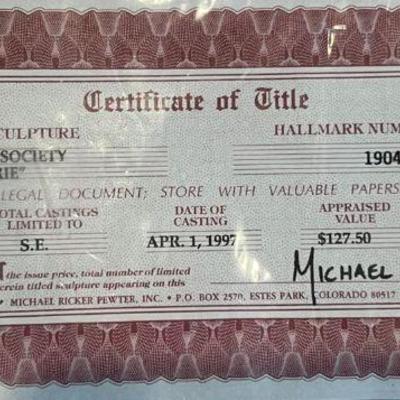 Certificate of Title
CULPTURE HALLMARK NUM
SOCIETY 1904
RIE"
LEGAL DOCUMENT; STORE WITH VALUABLE PAPERS
TOTAL CASTINGS LIMITED TO DATE OF CASTING APPRAISED VALUE
S.E. APR. 1, 1997 $127.50
the issue price, total number of limited
erein titled sculpture appearing on this
MICHAEL
• MICHAEL RICKER PEWTER, INC. • P.O. BOX 2570, ESTES PARK, COLORADO 80517